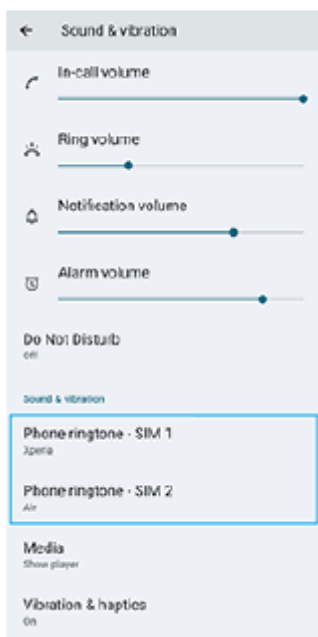 Sound & vibration
In-call volume
Ring volume
Notification volume
Alarm volume
Do Not Disturb
Off
Sound & vibration
Phone ringtone - SIM 1
Xperia
Phone ringtone - SIM 2
Air
Media
Show player
Vibration & haptics
On